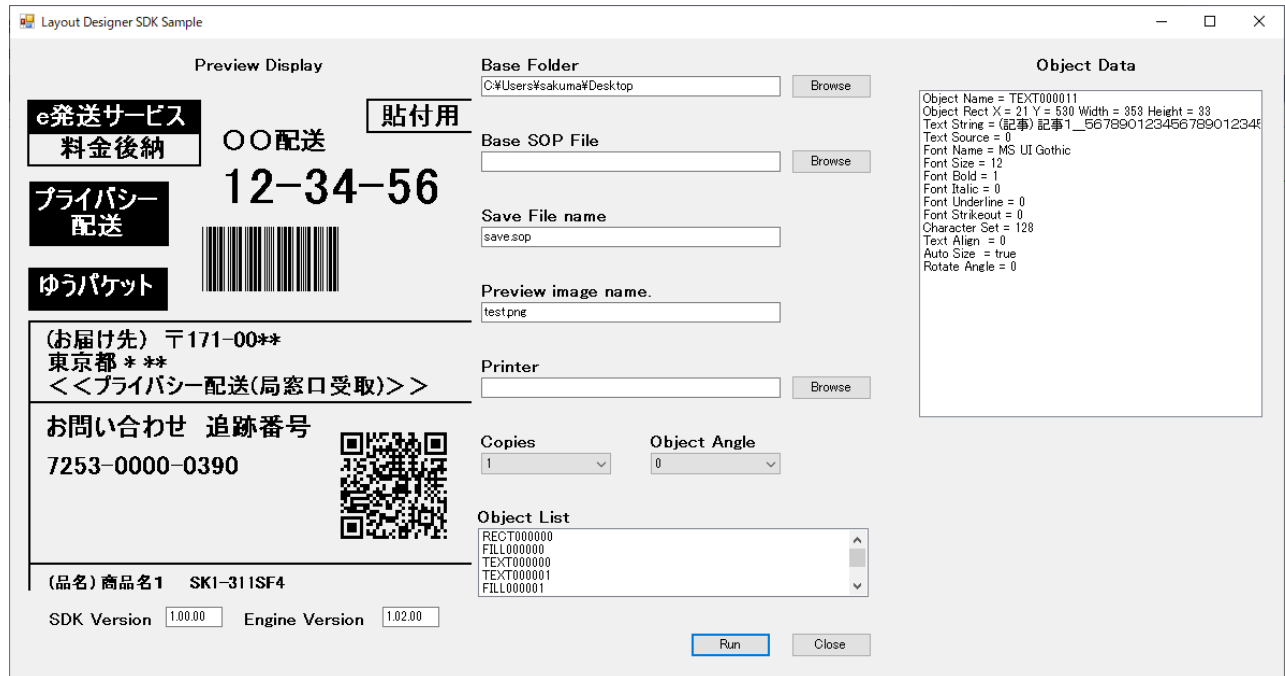 Layout Designer SDK Sample
Preview Display
e発送サービス
料金後納
貼付用
〇〇配送
12-34-56
プライバシー
配送
ゆうパケット
(お届け先) 〒171-00**
東京都***
<<プライバシー配送(局窓口受取)>>
お問い合わせ 追跡番号
7253-0000-0390
(品名)商品名1 SK1-311SF4
SDK Version 1.00.00 Engine Version 1.02.00
Base Folder
C:¥Users¥sakuma¥Desktop Browse
Base SOP File
Browse
Save File name
save.sop
Preview image name.
test.png
Printer
Browse
Copies Object Angle
1 0
Object List
RECT000000
FILL000000
TEXT000000
TEXT000001
FILL000001
Run Close
Object Data
Object Name = TEXT000011
Object Rect X = 21 Y = 530 Width = 353 Height = 33
Text String = (記事) 記事1__567890123456789012345
Text Source = 0
Font Name = MS UI Gothic
Font Size = 12
Font Bold = 1
Font Italic = 0
Font Underline = 0
Font Strikeout = 0
Character Set = 128
Text Align = 0
Auto Size = true
Rotate Angle = 0